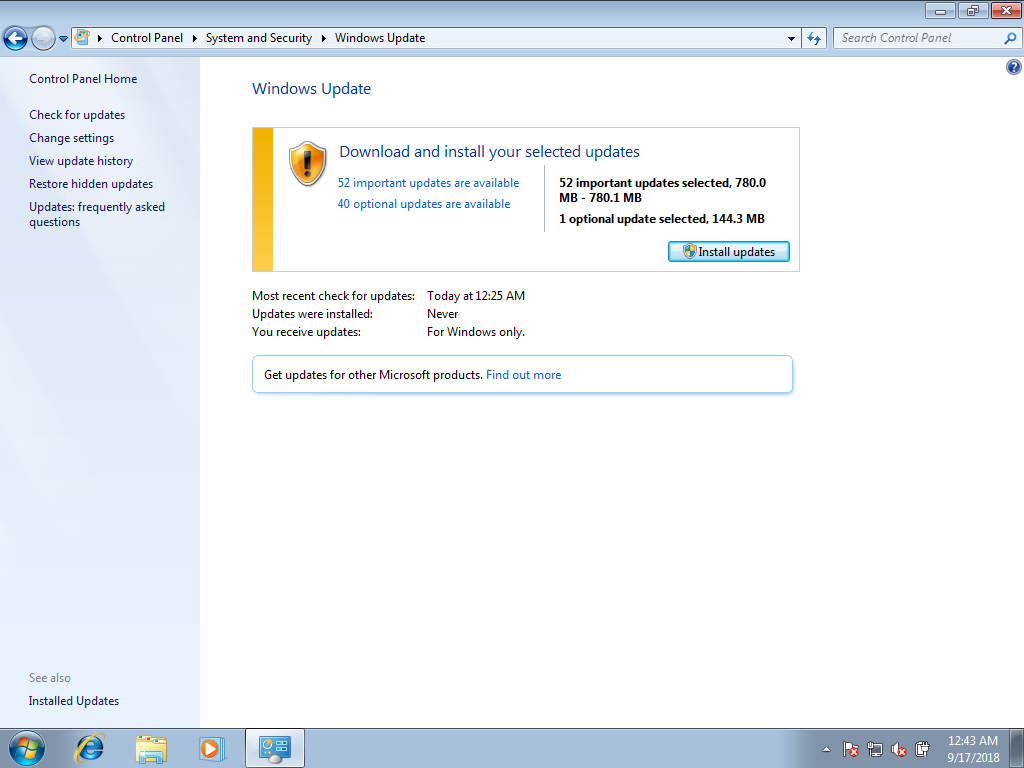 Control Panel System and Security Windows Update
Search Control Panel
Control Panel Home
Check for updates
Change settings
View update history
Restore hidden updates
Updates: frequently asked
questions
See also
Installed Updates
Windows Update
Download and install your selected updates
52 important updates are available
40 optional updates are available
52 important updates selected, 780.0
MB - 780.1 MB
1 optional update selected, 144.3 MB
Install updates
Most recent check for updates: Today at 12:25 AM
Updates were installed: Never
You receive updates: For Windows only.
Get updates for other Microsoft products. Find out more
12:43 AM
9/17/2018